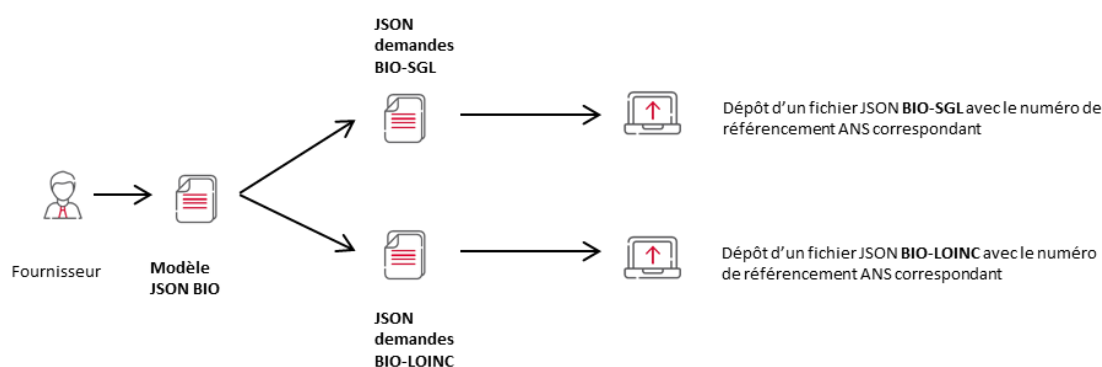 JSON
demandes
BIO-SGL
Dépôt d'un fichier JSON BIO-SGL avec le numéro de
référencement ANS correspondant
Fournisseur
Modèle
JSON BIO
Dépôt d'un fichier JSON BIO-LOINC avec le numéro
de référencement ANS correspondant
JSON
demandes
BIO-LOINC